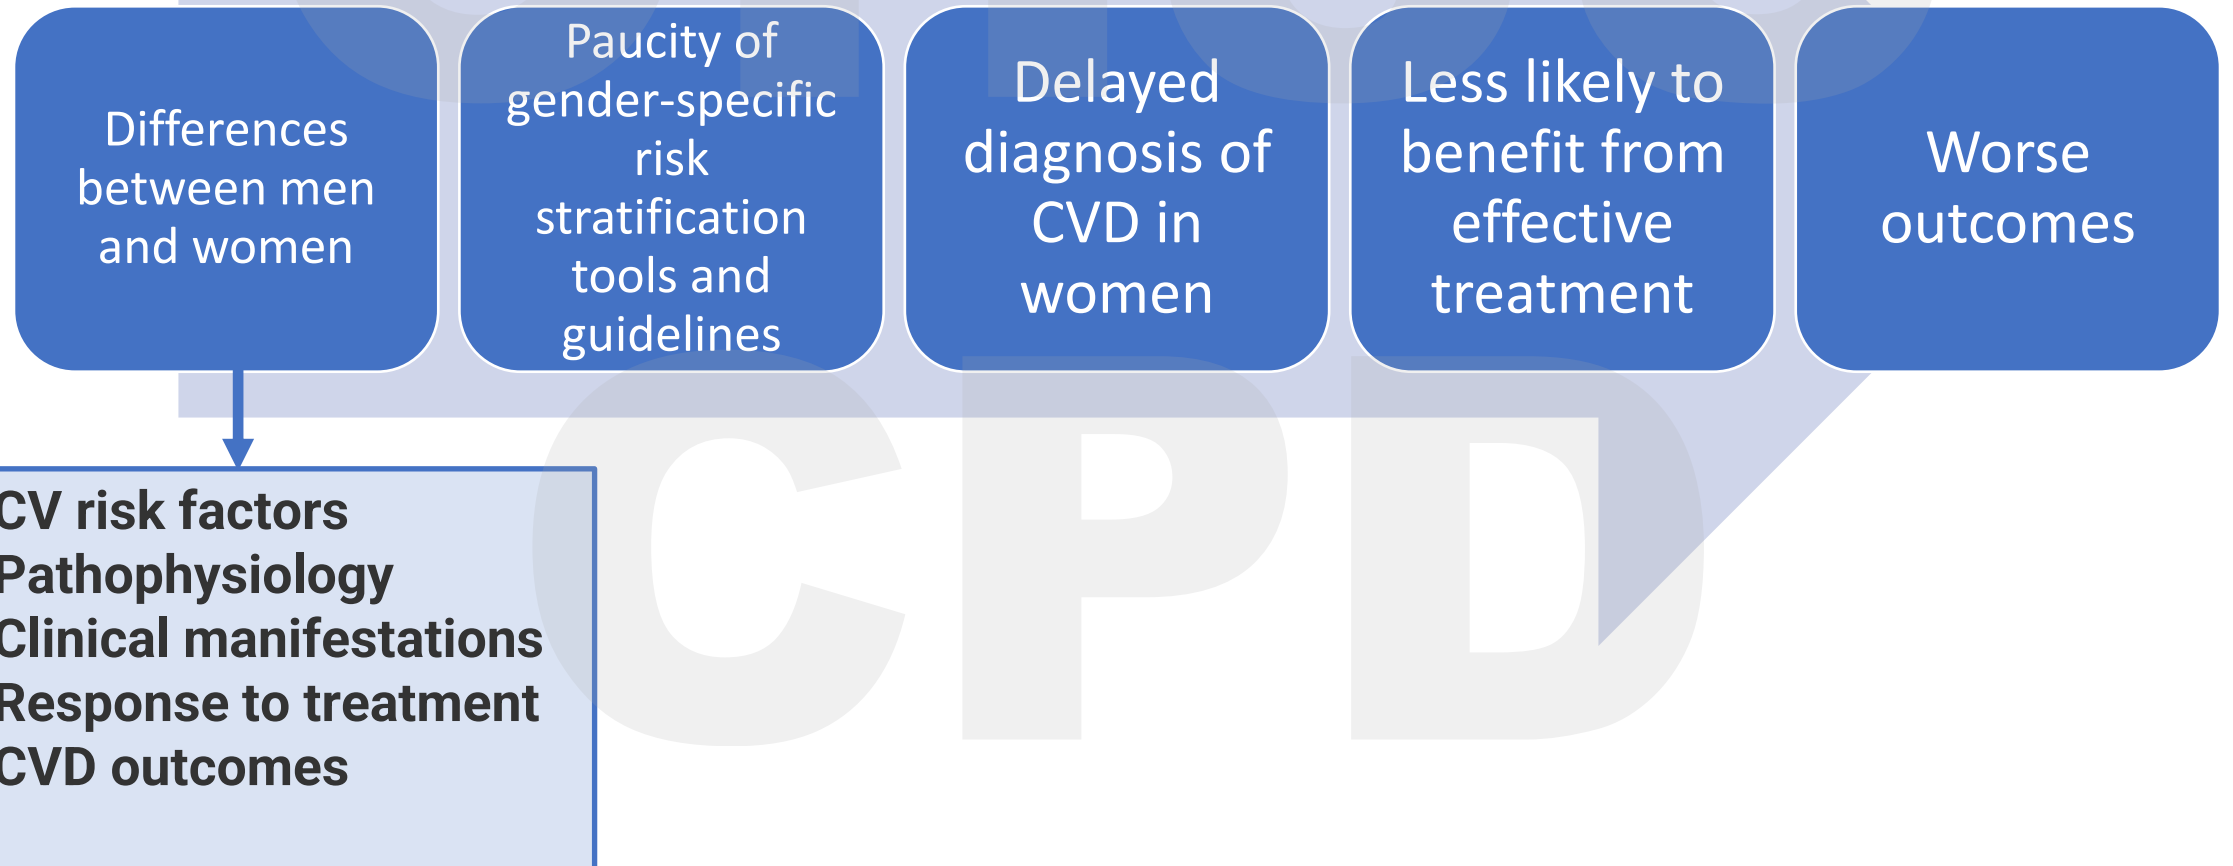 Differences
between men
and women
Paucity of
gender-specific
risk
stratification
tools and
guidelines
Delayed
diagnosis of
CVD in
women
Less likely to
benefit from
effective
treatment
Worse
outcomes
CV risk factors
Pathophysiology
Clinical manifestations
Response to treatment
CVD outcomes
CPD